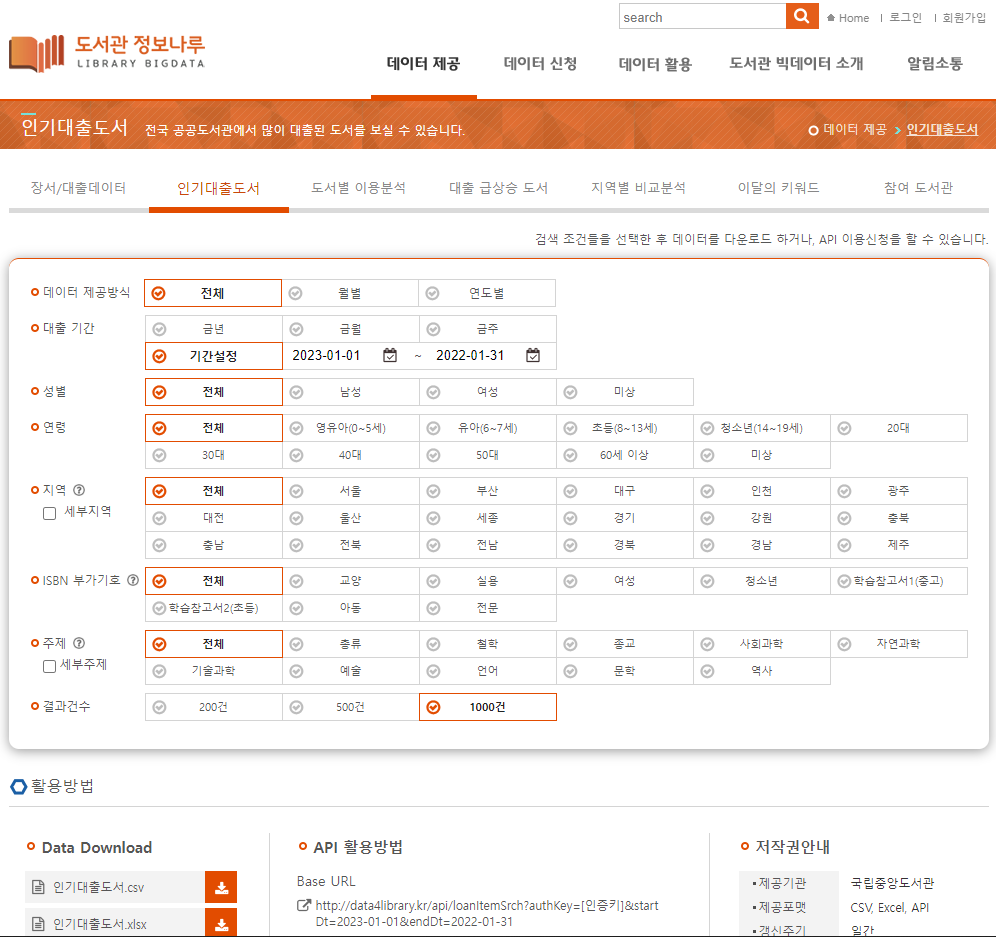 search
Home | 로그인 | 회원가입
도서관 정보나루
LIBRARY BIGDATA
데이터 제공 데이터 신청 데이터 활용 도서관 빅데이터 소개 알림소통
인기대출도서 전국 공공도서관에서 많이 대출된 도서를 보실 수 있습니다.
데이터 제공 > 인기대출도서
장서/대출데이터 인기대출도서 도서별 이용분석 대출 급상승 도서 지역별 비교분석 이달의 키워드 참여 도서관
검색 조건들을 선택한 후 데이터를 다운로드 하거나, API 이용신청을 할 수 있습니다.
데이터 제공방식 전체 월별 연도별
대출 기간 금년 금월 금주
기간설정 2023-01-01 ~ 2022-01-31
성별 전체 남성 여성 미상
연령 전체 영유아(0~5세) 유아(6~7세) 초등(8~13세) 청소년(14~19세) 20대
30대 40대 50대 60세 이상 미상
지역 전체 서울 부산 대구 인천 광주
세부지역 대전 울산 세종 경기 강원 충북
충남 전북 전남 경북 경남 제주
ISBN 부가기호 전체 교양 실용 여성 청소년 학습참고서1(중고)
학습참고서2(초등) 아동 전문
주제 전체 총류 철학 종교 사회과학 자연과학
세부주제 기술과학 예술 언어 문학 역사
결과건수 200건 500건 1000건
활용방법
Data Download
인기대출도서.csv
인기대출도서.xlsx
API 활용방법
Base URL
http://data4library.kr/api/loanItemSrch?authKey=[인증키]&start
Dt=2023-01-01&endDt=2022-01-31
저작권안내
제공기관 국립중앙도서관
제공포맷 CSV, Excel, API
갱신주기 일간